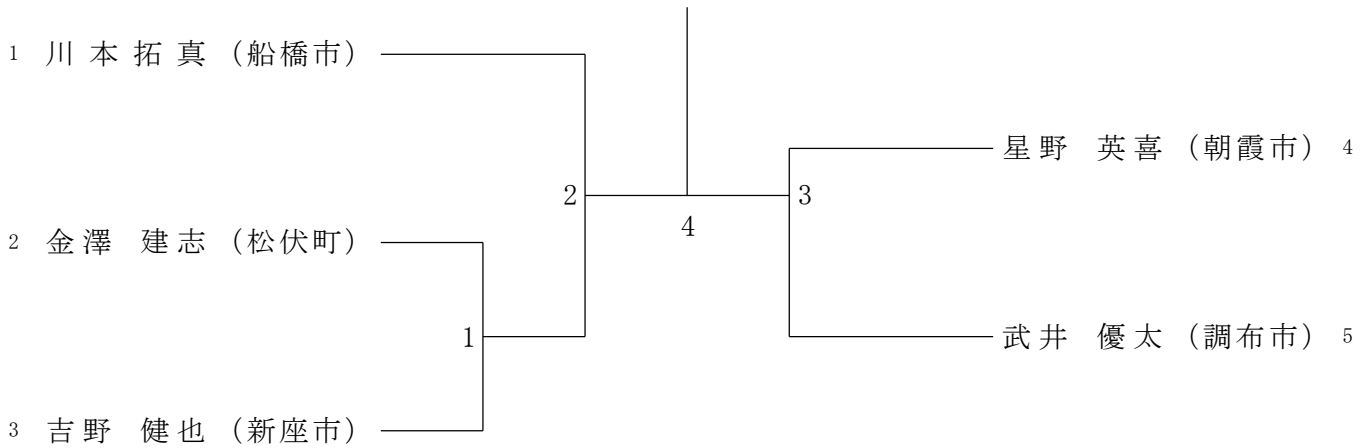 1 川本拓真（船橋市）
星野 英喜（朝霞市） 4
2
3
4
2 金澤 建志（松伏町）
1
武井 優太（調布市） 5
3 吉野 健也（新座市）